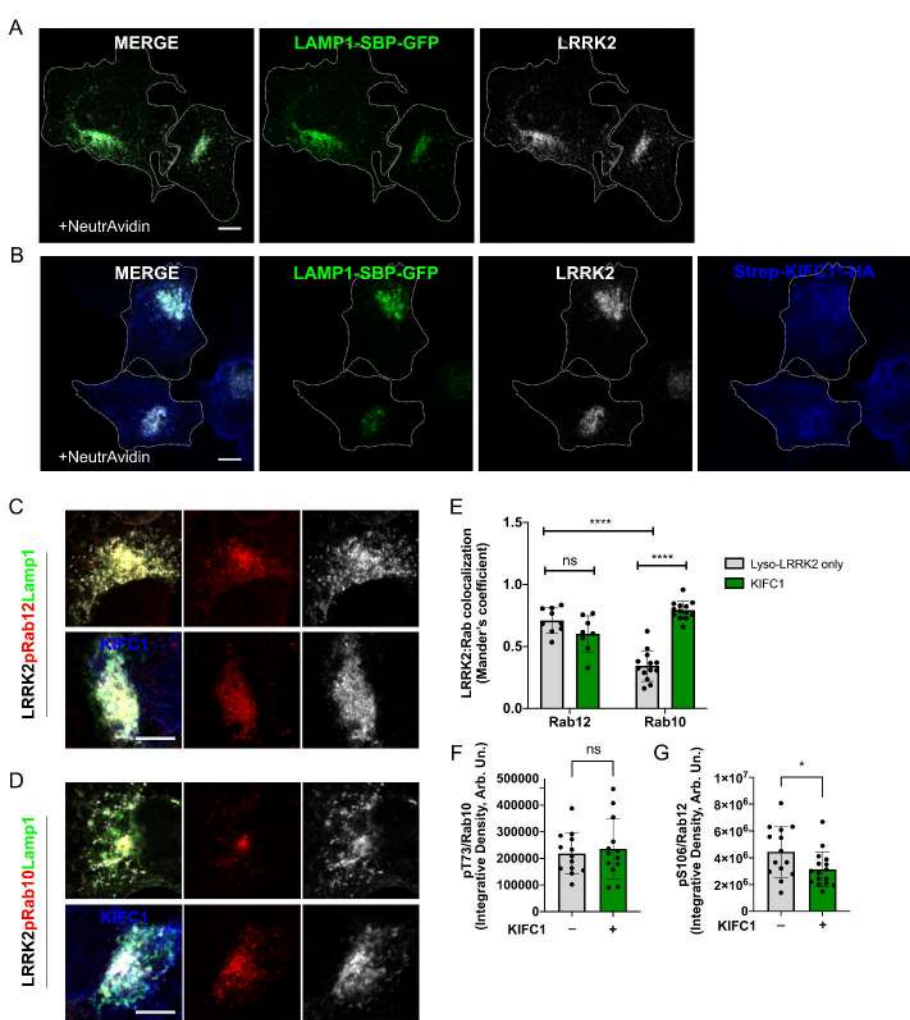 A
MERGE
LAMP1-SBP-GFP
LRRK2
+NeutrAvidin
B
MERGE
LAMP1-SBP-GFP
LRRK2
Strep-KIFC1-HA
+NeutrAvidin
C
LRRK2pRab12Lamp1
KIFC1
D
LRRK2pRab10Lamp1
KIFC1
E
LRRK2:Rab colocalization
(Mander's coefficient)
1.5
1.0
0.5
0.0
****
ns
****
Rab12
Rab10
Lyso-LRRK2 only
KIFC1
F
pT73/Rab10
(Integrative Density, Arb. Un.)
500000
400000
300000
200000
100000
0
ns
KIFC1
−
+
G
pS106/Rab12
(Integrative Density, Arb. Un.)
1×10⁷
8×10⁶
6×10⁶
4×10⁶
2×10⁶
0
*
KIFC1
−
+